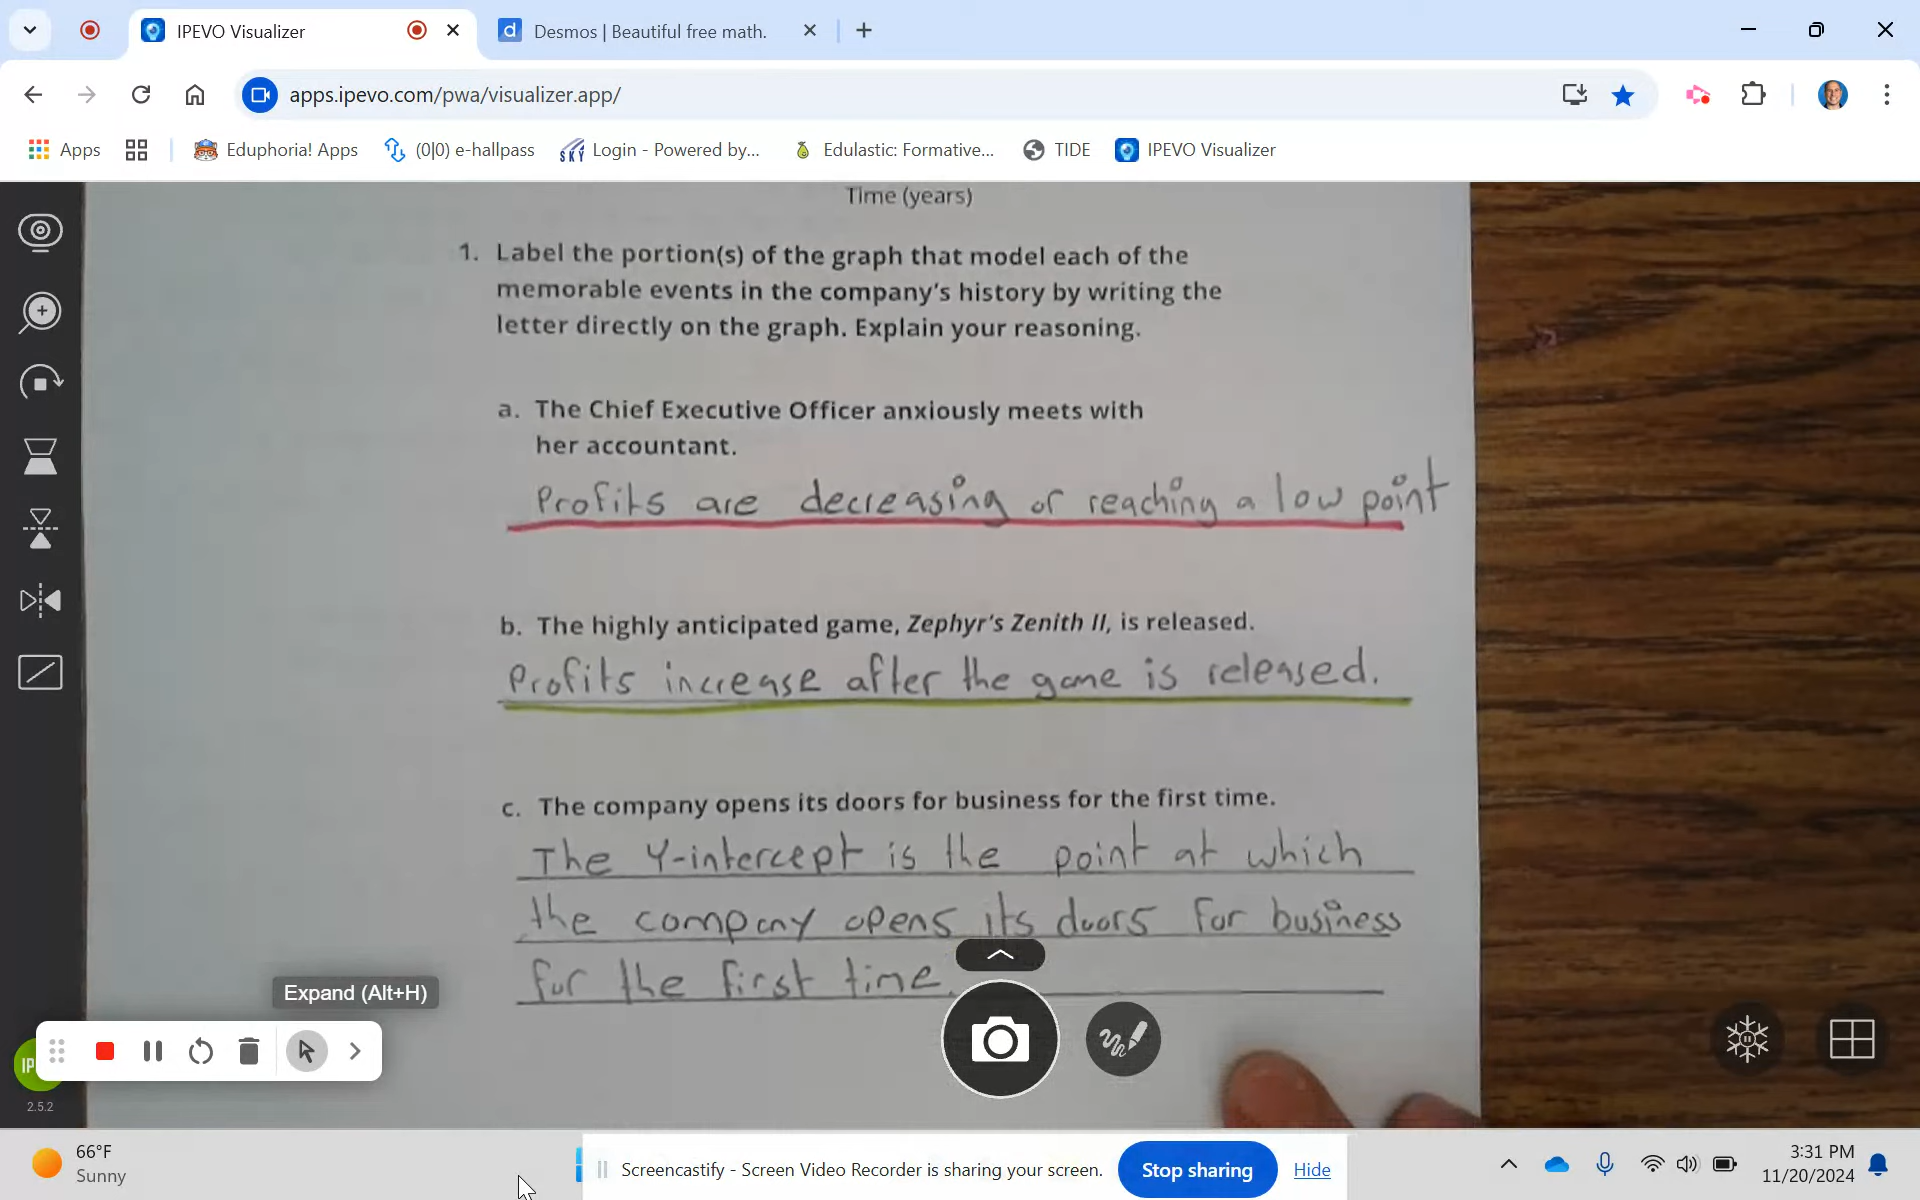 IPEVO Visualizer
Desmos | Beautiful free math.
apps.ipevo.com/pwa/visualizer.app/
Apps
Eduphoria! Apps
(0|0) e-hallpass
Login - Powered by...
Edulastic: Formative...
TIDE
IPEVO Visualizer
Time (years)
1. Label the portion(s) of the graph that model each of the
memorable events in the company's history by writing the
letter directly on the graph. Explain your reasoning.
a. The Chief Executive Officer anxiously meets with
her accountant.
Profits are decreasing or reaching a low point
b. The highly anticipated game, Zephyr's Zenith II, is released.
Profits increase after the game is released.
c. The company opens its doors for business for the first time.
The Y-intercept is the point at which
the company opens its doors for business
for the first time.
Expand (Alt+H)
2.5.2
66°F
Sunny
Screencastify - Screen Video Recorder is sharing your screen.
Stop sharing
Hide
3:31 PM
11/20/2024